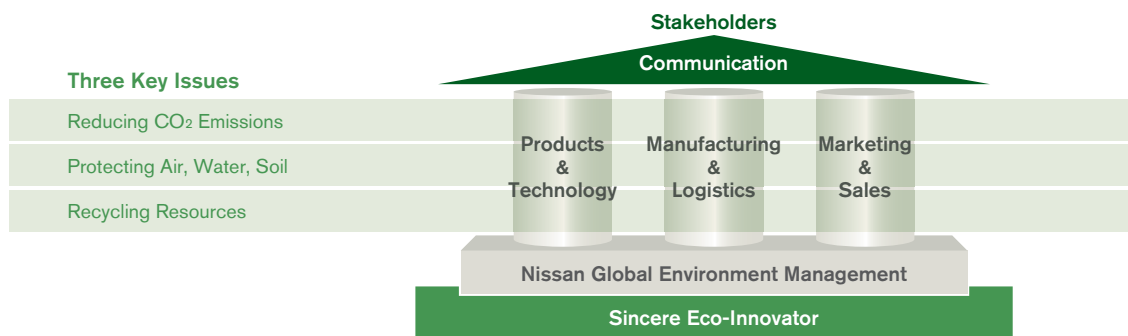 Stakeholders
Communication
Three Key Issues
Reducing CO₂ Emissions
Protecting Air, Water, Soil
Recycling Resources
Products
&
Technology
Manufacturing
&
Logistics
Marketing
&
Sales
Nissan Global Environment Management
Sincere Eco-Innovator